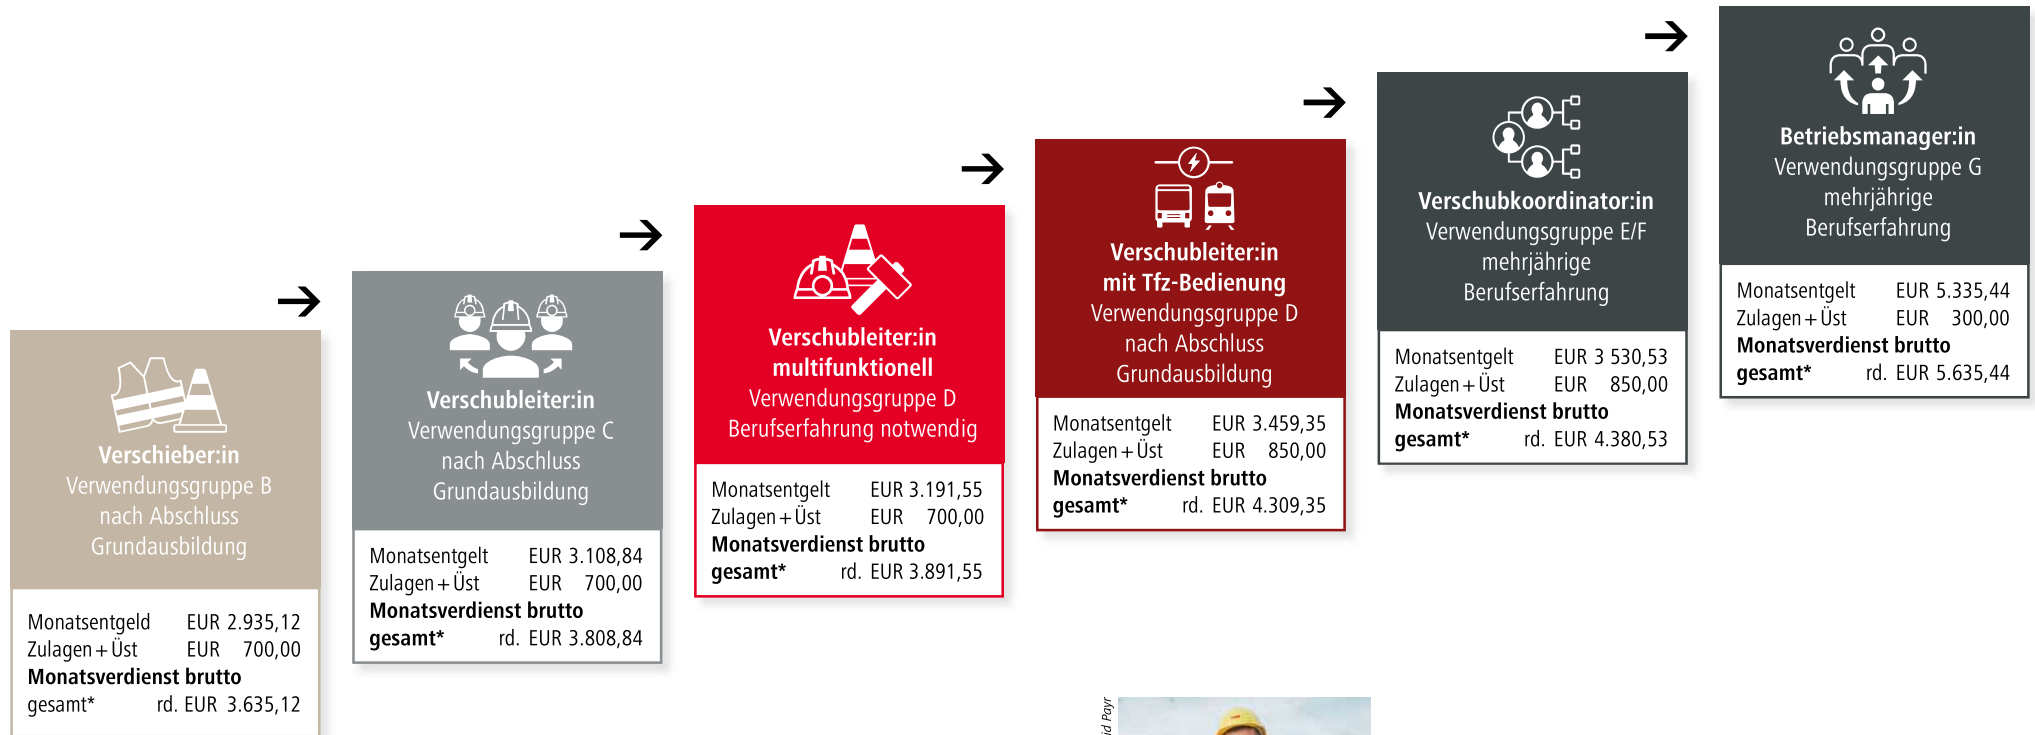 Verschieber:in
Verwendungsgruppe B
nach Abschluss
Grundausbildung
Monatsentgeld EUR 2.935,12
Zulagen + Üst EUR 700,00
Monatsverdienst brutto
gesamt* rd. EUR 3.635,12
Verschubleiter:in
Verwendungsgruppe C
nach Abschluss
Grundausbildung
Monatsentgelt EUR 3.108,84
Zulagen + Üst EUR 700,00
Monatsverdienst brutto
gesamt* rd. EUR 3.808,84
Verschubleiter:in
multifunktionell
Verwendungsgruppe D
Berufserfahrung notwendig
Monatsentgelt EUR 3.191,55
Zulagen + Üst EUR 700,00
Monatsverdienst brutto
gesamt* rd. EUR 3.891,55
Verschubleiter:in
mit Tfz-Bedienung
Verwendungsgruppe D
nach Abschluss
Grundausbildung
Monatsentgelt EUR 3.459,35
Zulagen + Üst EUR 850,00
Monatsverdienst brutto
gesamt* rd. EUR 4.309,35
Verschubkoordinator:in
Verwendungsgruppe E/F
mehrjährige
Berufserfahrung
Monatsentgelt EUR 3 530,53
Zulagen + Üst EUR 850,00
Monatsverdienst brutto
gesamt* rd. EUR 4.380,53
Betriebsmanager:in
Verwendungsgruppe G
mehrjährige
Berufserfahrung
Monatsentgelt EUR 5.335,44
Zulagen + Üst EUR 300,00
Monatsverdienst brutto
gesamt* rd. EUR 5.635,44
Payr